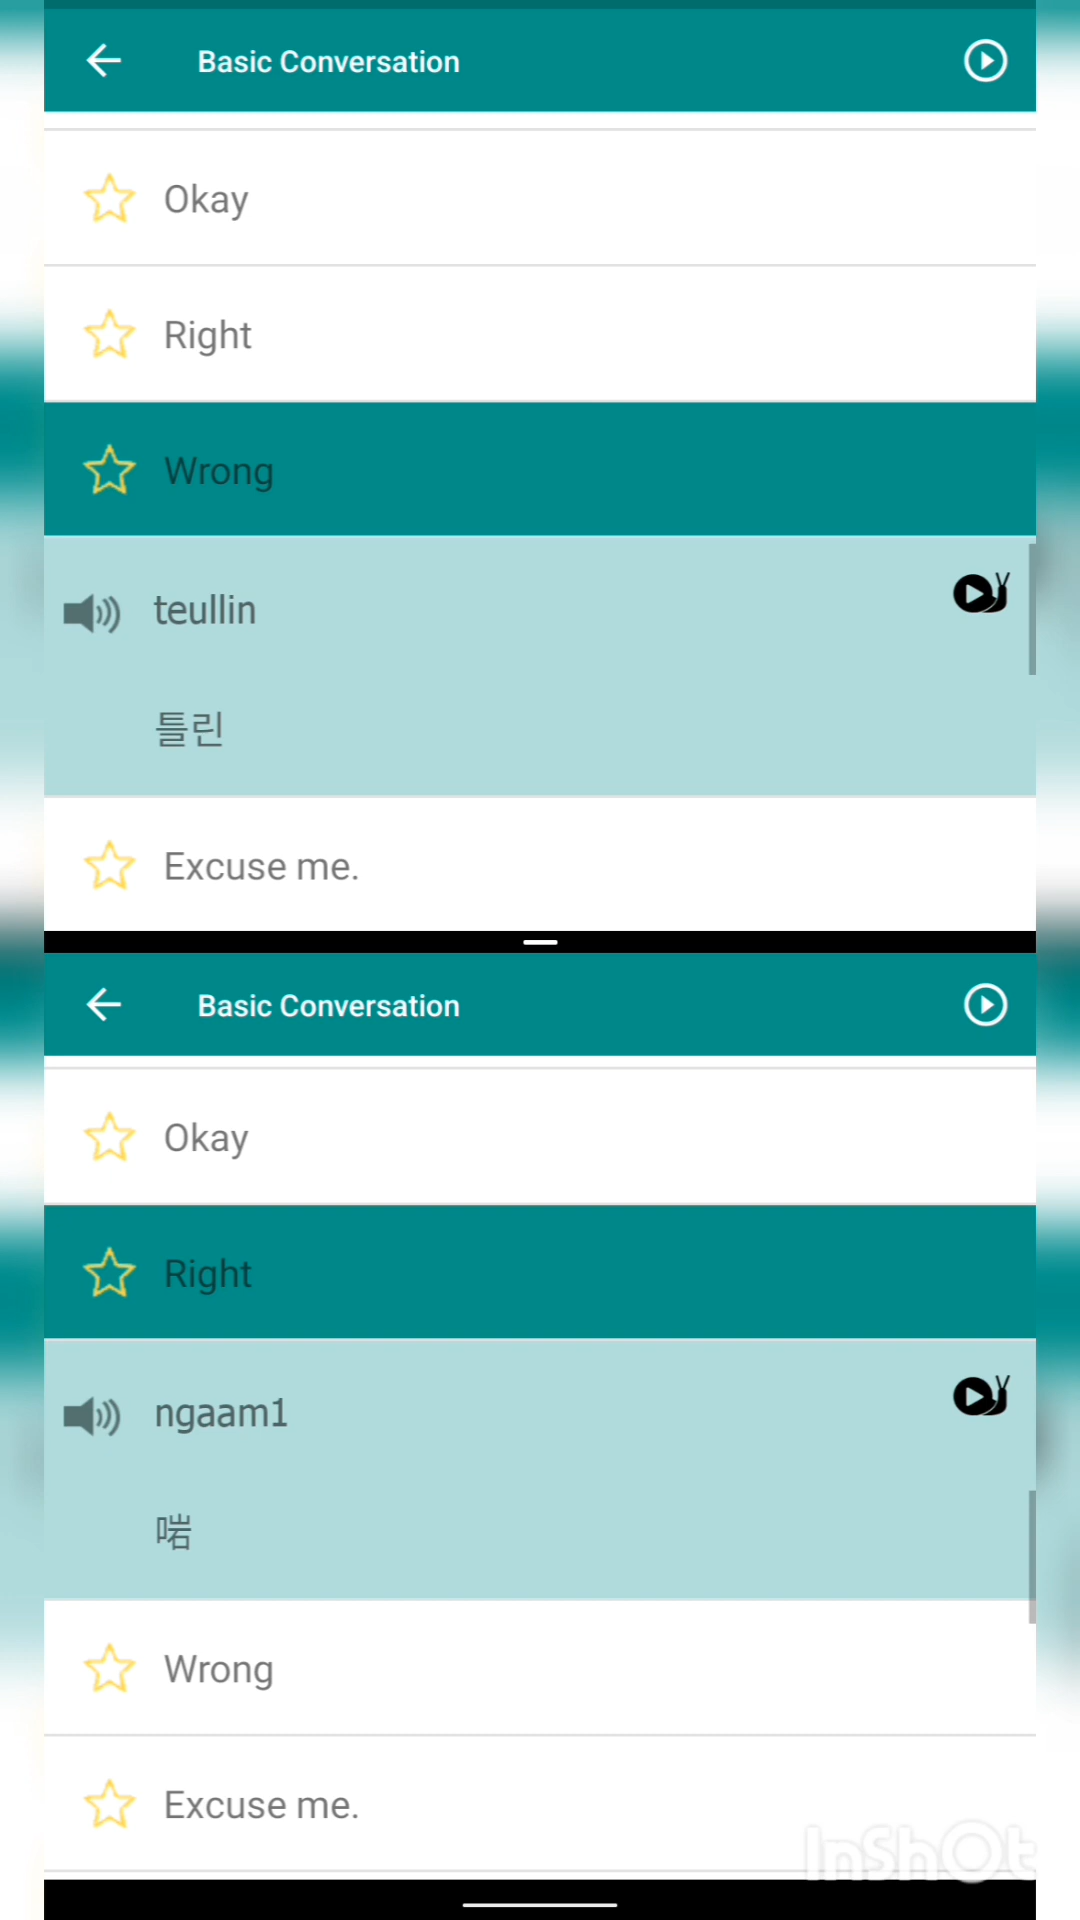 Basic Conversation
Okay
Right
Wrong
teullin
틀린
Excuse me.
Basic Conversation
Okay
Right
ngaam1
啱
Wrong
Excuse me.
InShOt